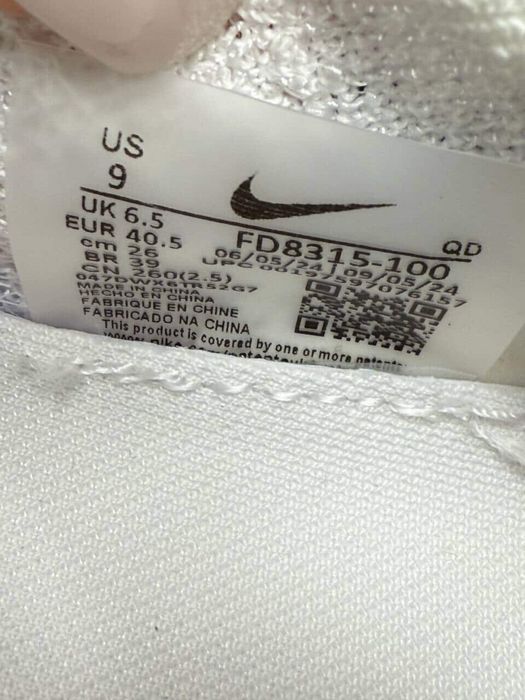 US
9
UK 6.5
EUR 40.5
cm 26
BR 39
CN 260(2.5)
QD
FD8315-100
06/05/24 | 09/05/24
UPC
MADE IN CHINA
HECHO EN CHINA
FABRIQUE EN CHINE
FABRICADO NA CHINA
This product is covered by one or more patents.